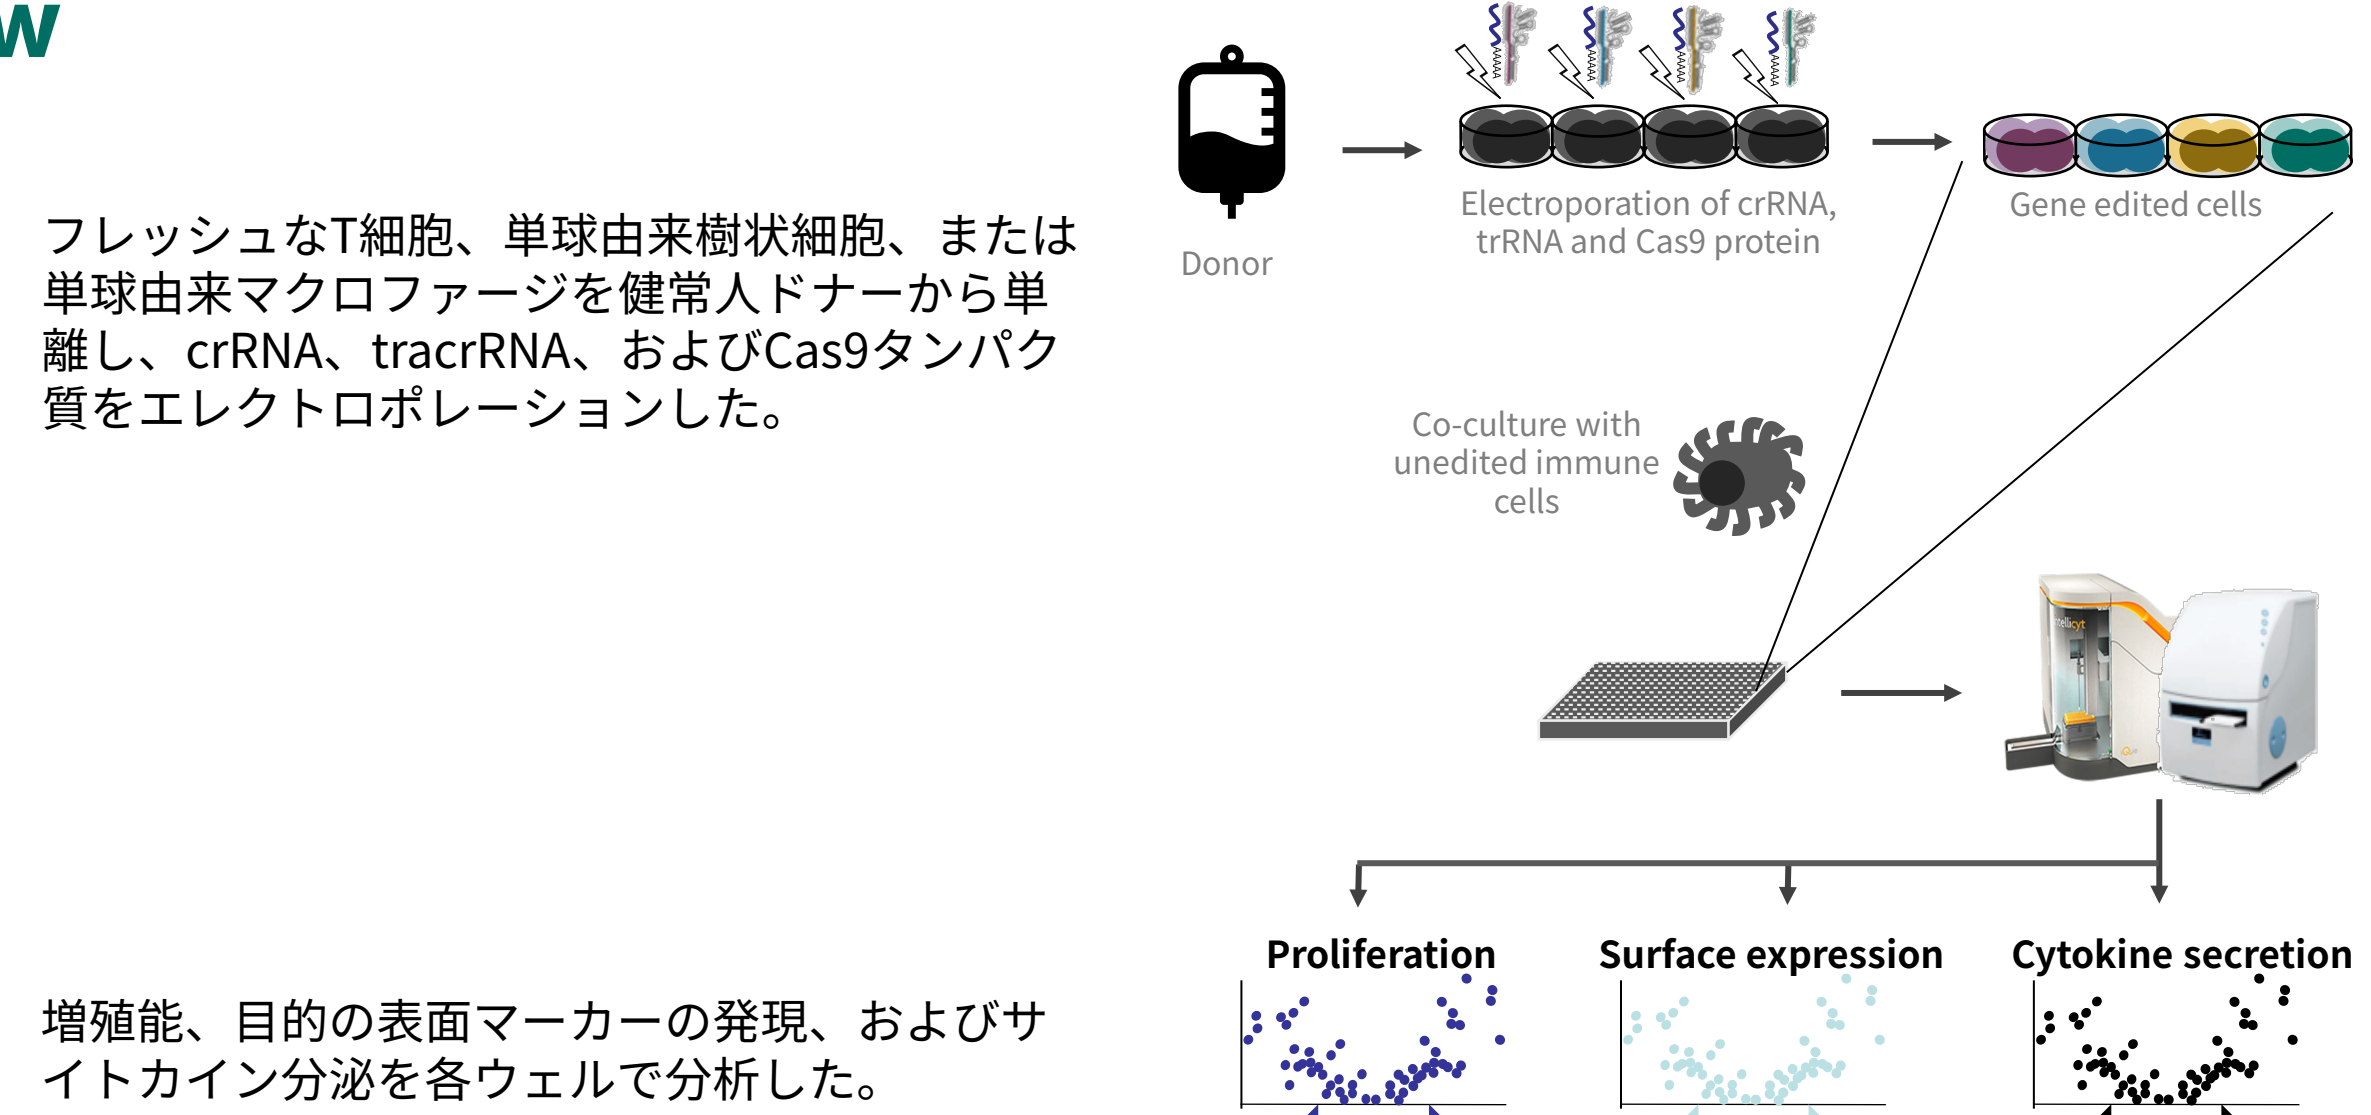 w
フレッシュなT細胞、単球由来樹状細胞、または
単球由来マクロファージを健常人ドナーから単
離し、crRNA、tracrRNA、およびCas9タンパク
質をエレクトロポレーションした。
増殖能、目的の表面マーカーの発現、およびサ
イトカイン分泌を各ウェルで分析した。
Donor
Electroporation of crRNA,
trRNA and Cas9 protein
Gene edited cells
Co-culture with
unedited immune
cells
intellicyt
Proliferation
Surface expression
Cytokine secretion